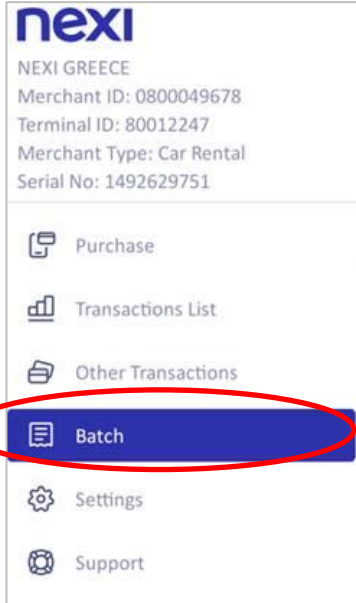 nexi
NEXI GREECE
Merchant ID: 0800049678
Terminal ID: 80012247
Merchant Type: Car Rental
Serial No: 1492629751
Purchase
Transactions List
Other Transactions
Batch
Settings
Support